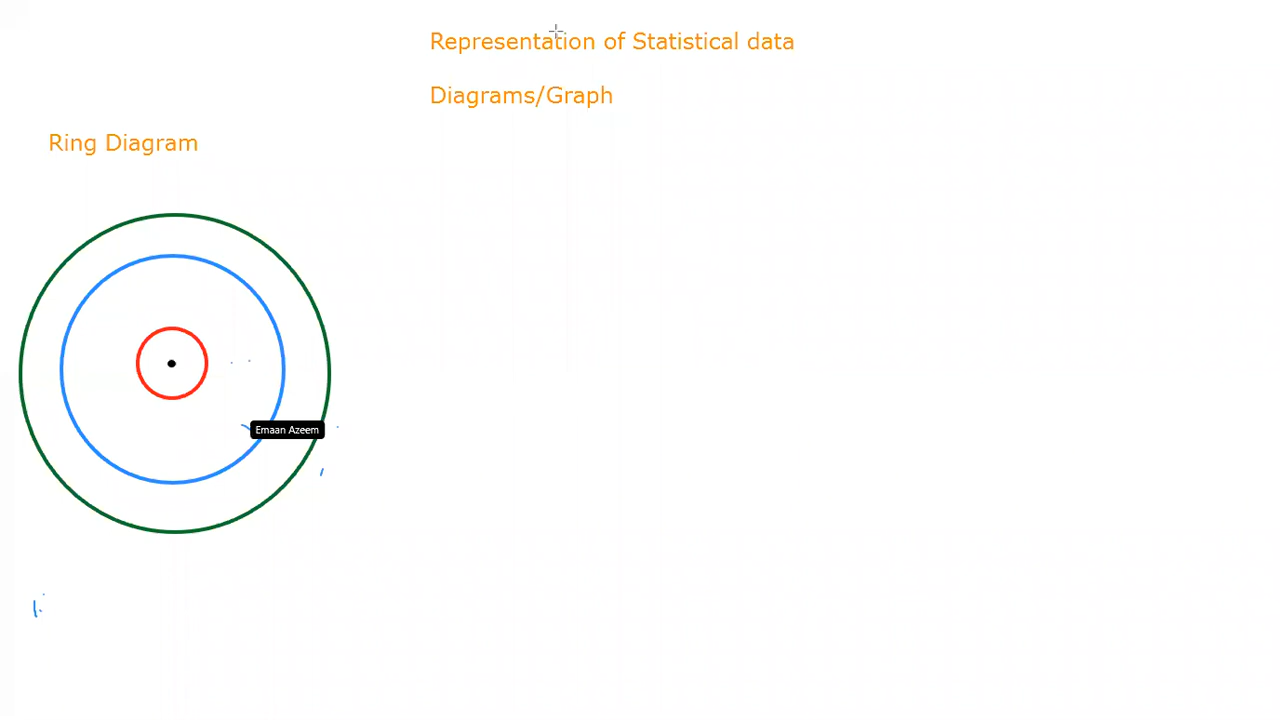 Representation of Statistical data
Diagrams/Graph
Ring Diagram
Emaan Azeem